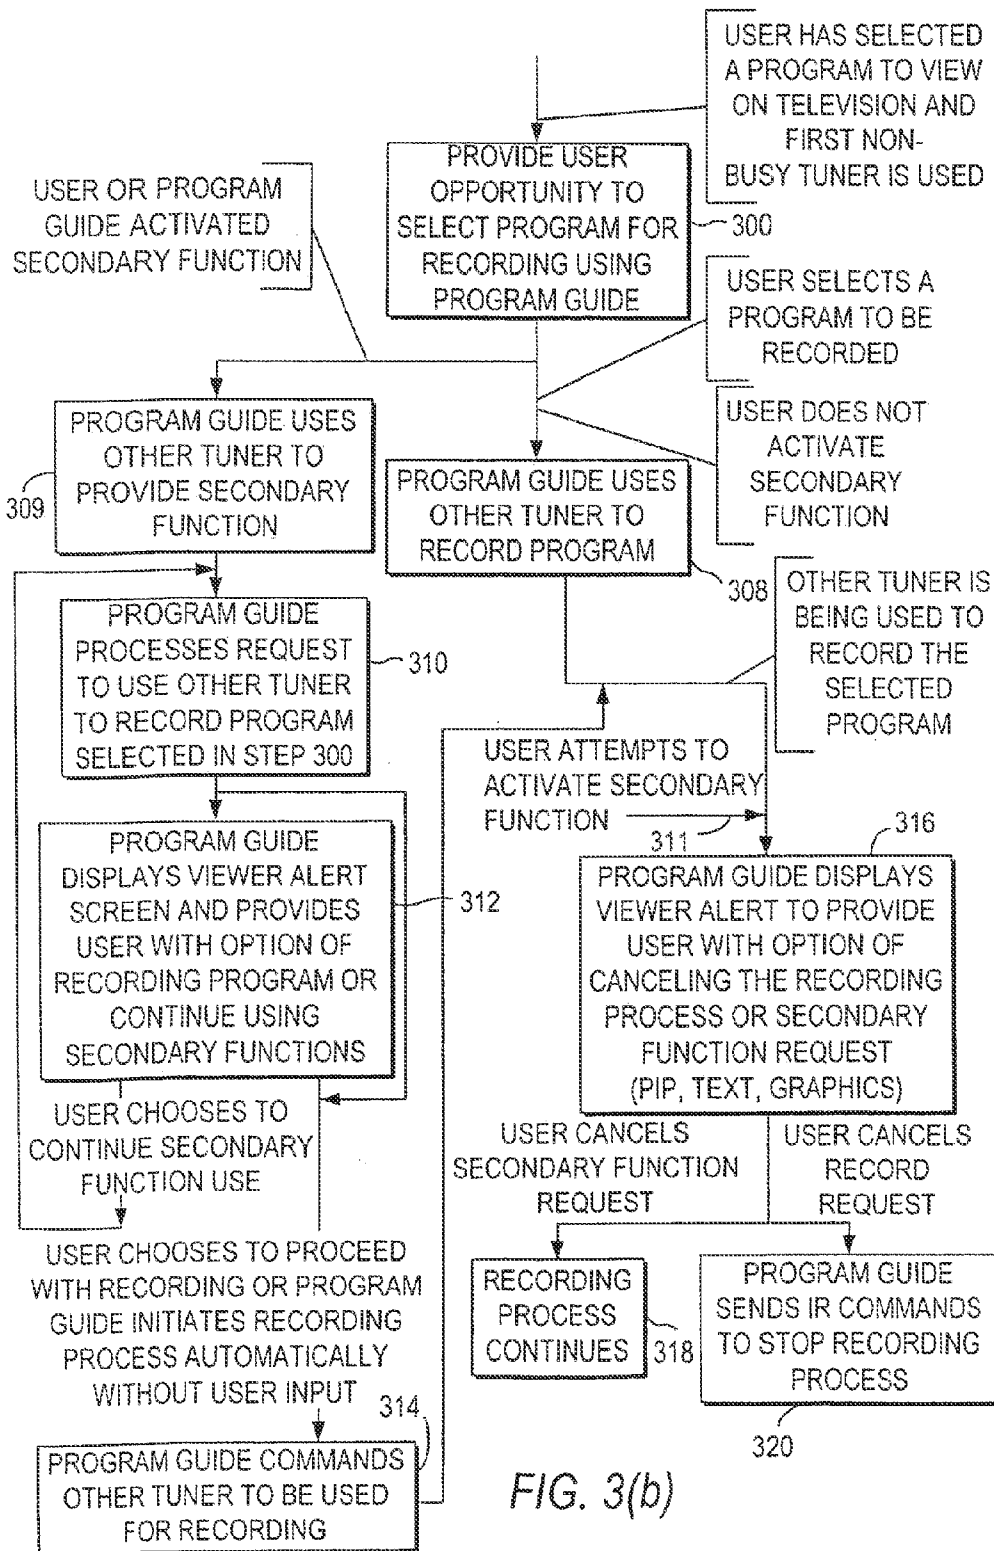 USER HAS SELECTED
A PROGRAM TO VIEW
ON TELEVISION AND
FIRST NON-
BUSY TUNER IS USED
PROVIDE USER
OPPORTUNITY TO
SELECT PROGRAM FOR
RECORDING USING
PROGRAM GUIDE
300
USER OR PROGRAM
GUIDE ACTIVATED
SECONDARY FUNCTION
USER SELECTS A
PROGRAM TO BE
RECORDED
USER DOES NOT
ACTIVATE
SECONDARY
FUNCTION
PROGRAM GUIDE USES
OTHER TUNER TO
PROVIDE SECONDARY
FUNCTION
309
PROGRAM GUIDE USES
OTHER TUNER TO
RECORD PROGRAM
308
OTHER TUNER IS
BEING USED TO
RECORD THE
SELECTED
PROGRAM
PROGRAM GUIDE
PROCESSES REQUEST
TO USE OTHER TUNER
TO RECORD PROGRAM
SELECTED IN STEP 300
310
USER ATTEMPTS TO
ACTIVATE SECONDARY
FUNCTION
311
PROGRAM GUIDE
DISPLAYS VIEWER ALERT
SCREEN AND PROVIDES
USER WITH OPTION OF
RECORDING PROGRAM OR
CONTINUE USING
SECONDARY FUNCTIONS
312
316
PROGRAM GUIDE DISPLAYS
VIEWER ALERT TO PROVIDE
USER WITH OPTION OF
CANCELING THE RECORDING
PROCESS OR SECONDARY
FUNCTION REQUEST
(PIP, TEXT, GRAPHICS)
USER CHOOSES TO
CONTINUE SECONDARY
FUNCTION USE
USER CANCELS
SECONDARY FUNCTION
REQUEST
USER CANCELS
RECORD
REQUEST
USER CHOOSES TO PROCEED
WITH RECORDING OR PROGRAM
GUIDE INITIATES RECORDING
PROCESS AUTOMATICALLY
WITHOUT USER INPUT
RECORDING
PROCESS
CONTINUES
318
PROGRAM GUIDE
SENDS IR COMMANDS
TO STOP RECORDING
PROCESS
320
314
PROGRAM GUIDE COMMANDS
OTHER TUNER TO BE USED
FOR RECORDING
FIG. 3(b)